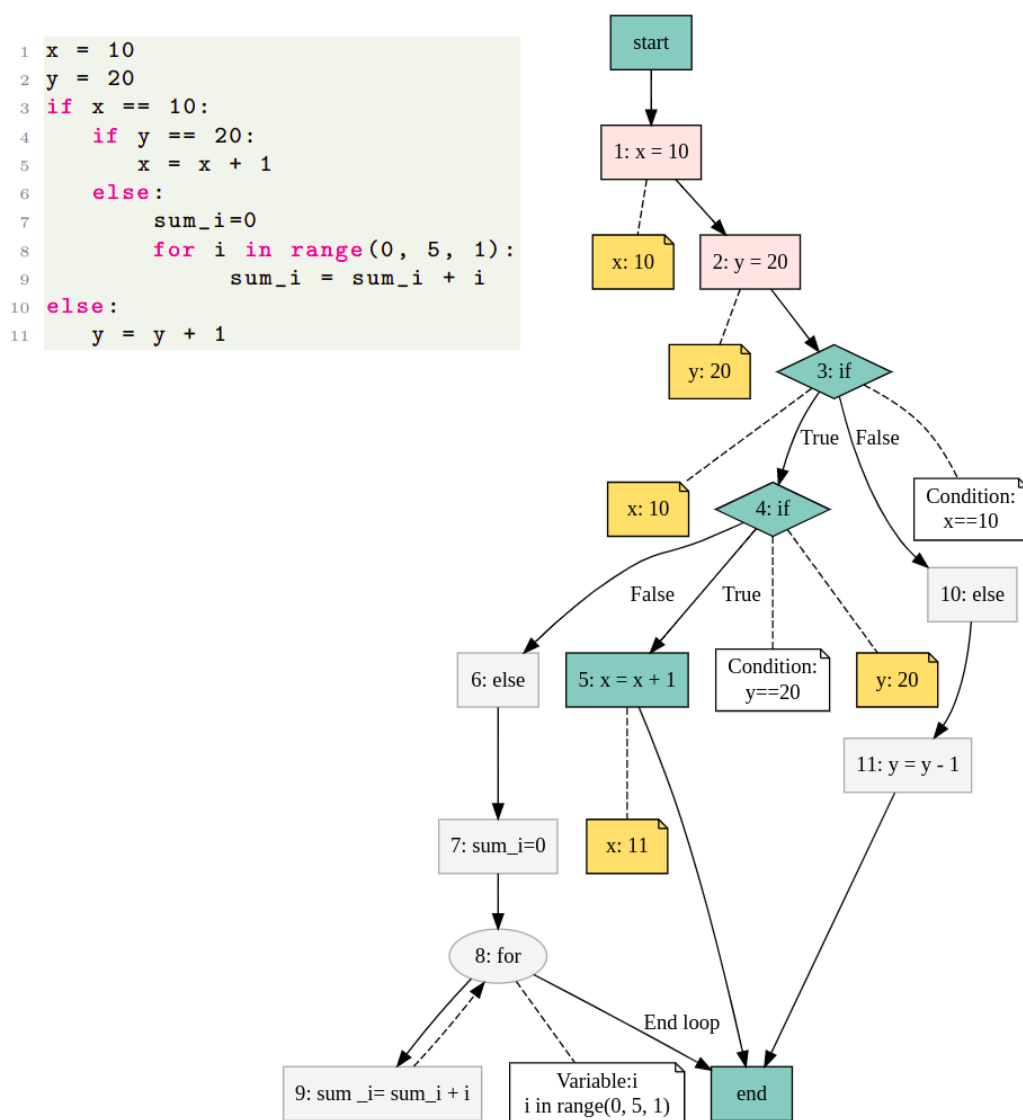 1 x = 10
2 y = 20
3 if x == 10:
4 if y == 20:
5 x = x + 1
6 else:
7 sum_i=0
8 for i in range(0, 5, 1):
9 sum_i = sum_i + i
10 else:
11 y = y + 1
start
1: x = 10
x: 10
2: y = 20
y: 20
3: if
True
False
x: 10
4: if
Condition:
x==10
False
True
10: else
6: else
5: x = x + 1
Condition:
y==20
y: 20
11: y = y - 1
7: sum_i=0
x: 11
8: for
End loop
9: sum _i= sum_i + i
Variable:i
i in range(0, 5, 1)
end